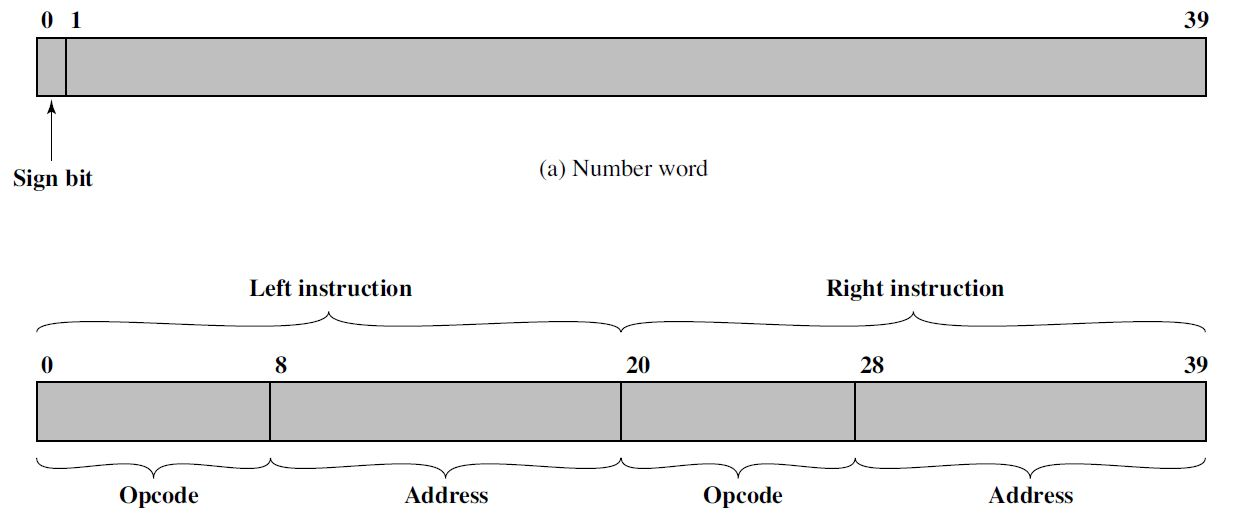 0 1 39
Sign bit
(a) Number word
Left instruction Right instruction
0 8 20 28 39
Opcode Address Opcode Address